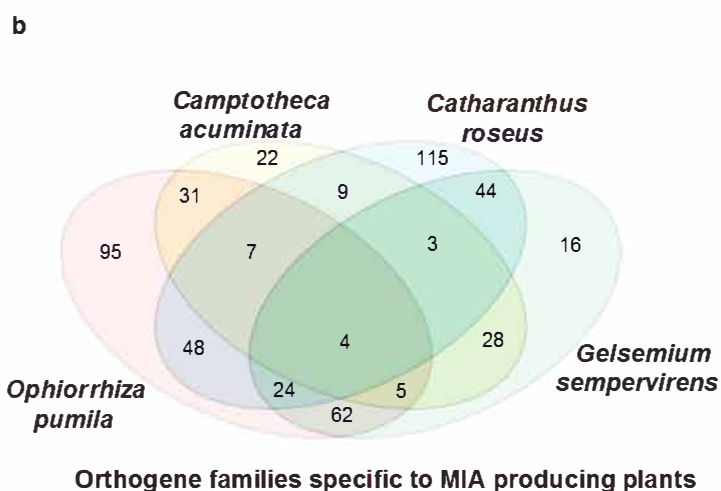 b
Camptotheca
acuminata
Catharanthus
roseus
22
115
31
9
44
95
7
3
16
48
4
28
24
5
62
Ophiorrhiza
pumila
Gelsemium
sempervirens
Orthogene families specific to MIA producing plants